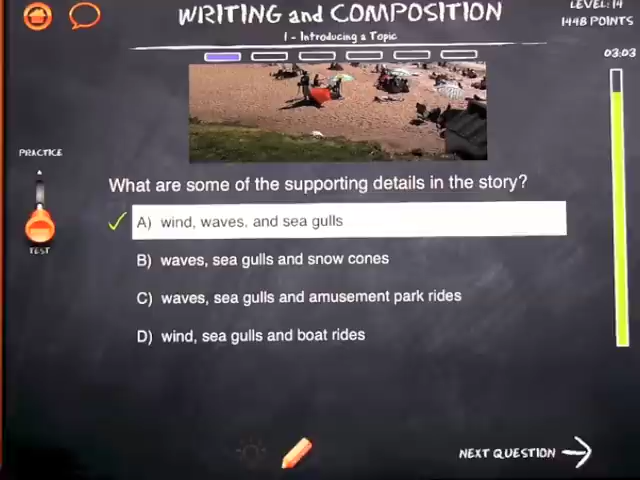 WRITING and COMPOSITION
LEVEL: 14
1448 POINTS
1 - Introducing a Topic
03:03
PRACTICE
TEST
What are some of the supporting details in the story?
A) wind, waves, and sea gulls
B) waves, sea gulls and snow cones
C) waves, sea gulls and amusement park rides
D) wind, sea gulls and boat rides
NEXT QUESTION